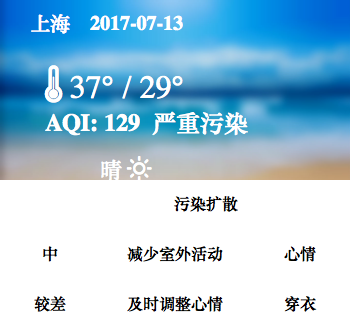 上海 2017-07-13
37° / 29°
AQI: 129 严重污染
晴
污染扩散
中 减少室外活动 心情
较差 及时调整心情 穿衣